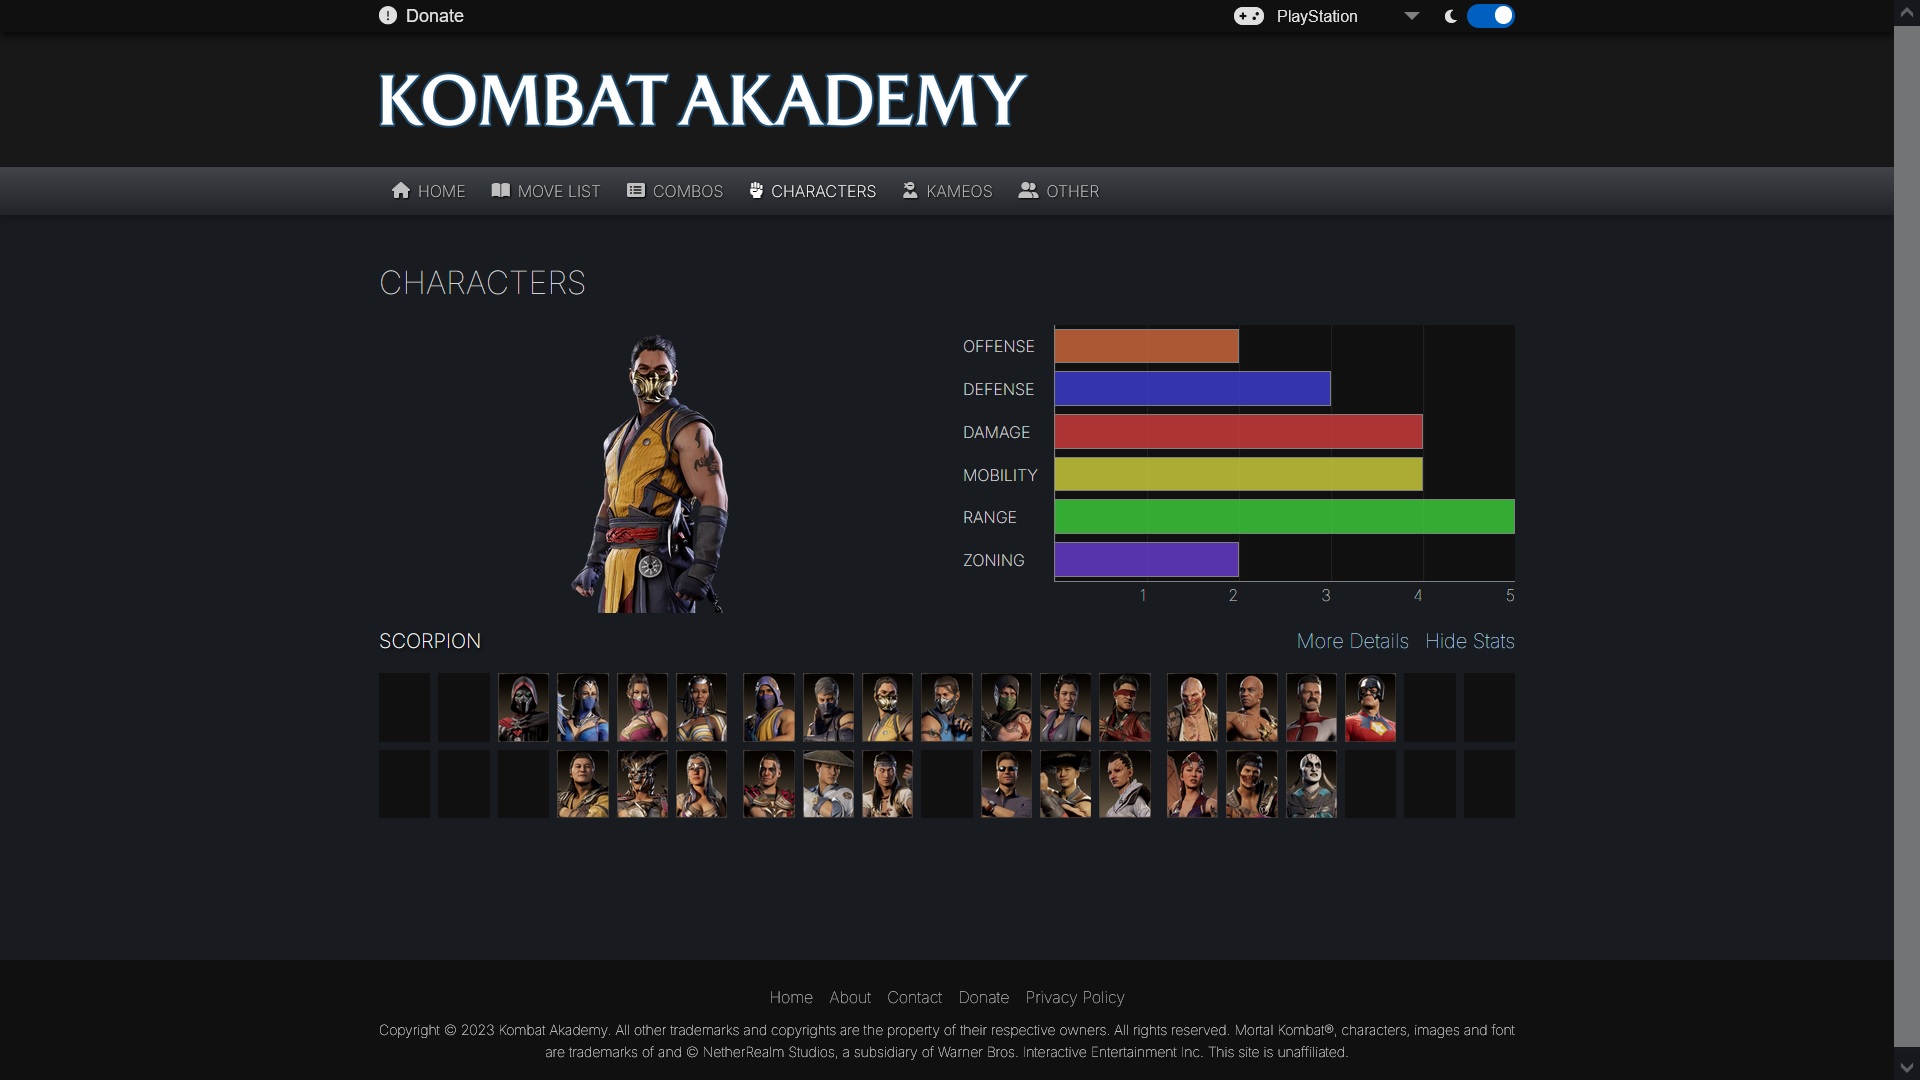 Donate
PlayStation
KOMBAT AKADEMY
HOME MOVE LIST COMBOS CHARACTERS KAMEOS OTHER
CHARACTERS
OFFENSE
DEFENSE
DAMAGE
MOBILITY
RANGE
ZONING
1 2 3 4 5
SCORPION
More Details Hide Stats
Home About Contact Donate Privacy Policy
Copyright © 2023 Kombat Akademy. All other trademarks and copyrights are the property of their respective owners. All rights reserved. Mortal Kombat®, characters, images and font
are trademarks of and © NetherRealm Studios, a subsidiary of Warner Bros. Interactive Entertainment Inc. This site is unaffiliated.